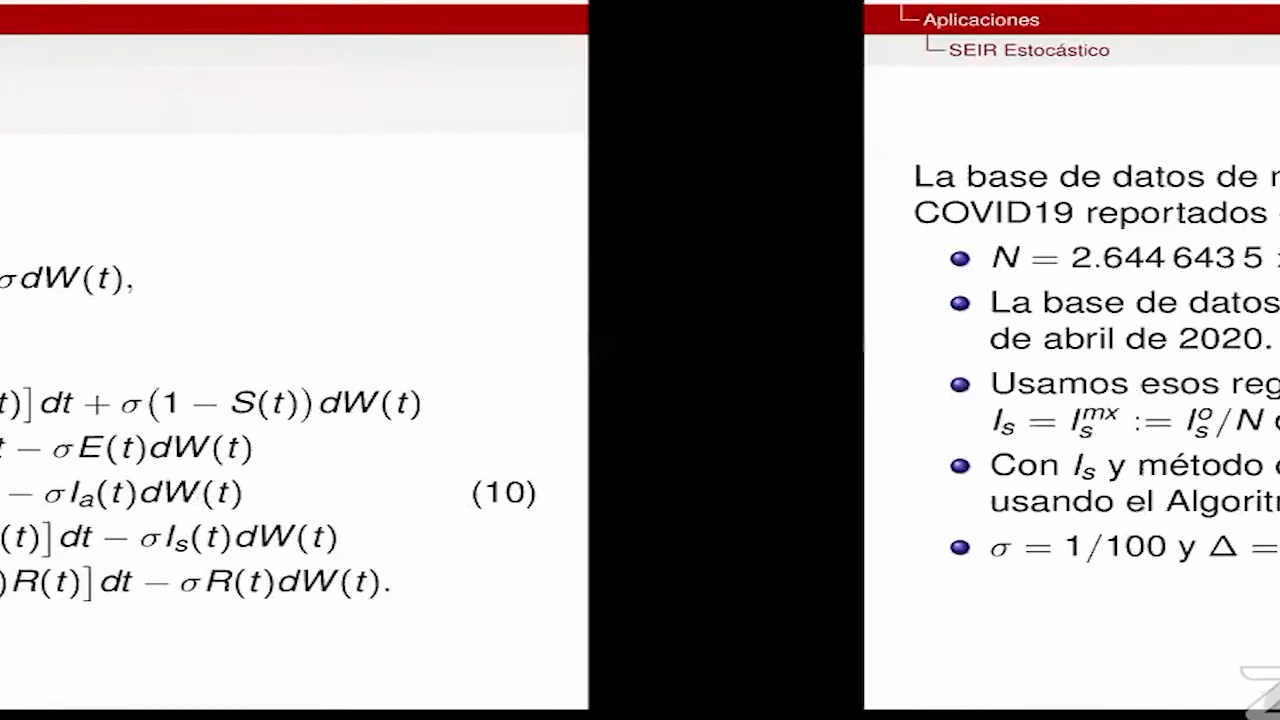 σdW(t),
t)]dt + σ(1 − S(t))dW(t)
− σE(t)dW(t)
− σI_a(t)dW(t) (10)
(t)]dt − σI_s(t)dW(t)
)R(t)]dt − σR(t)dW(t).
Aplicaciones
SEIR Estocástico
La base de datos de
COVID19 reportados
N = 2.644 643 5
La base de datos
de abril de 2020.
Usamos esos reg
I_s = I_s^{mx} := I_s^o/N
Con I_s y método
usando el Algorit
σ = 1/100 y Δ =